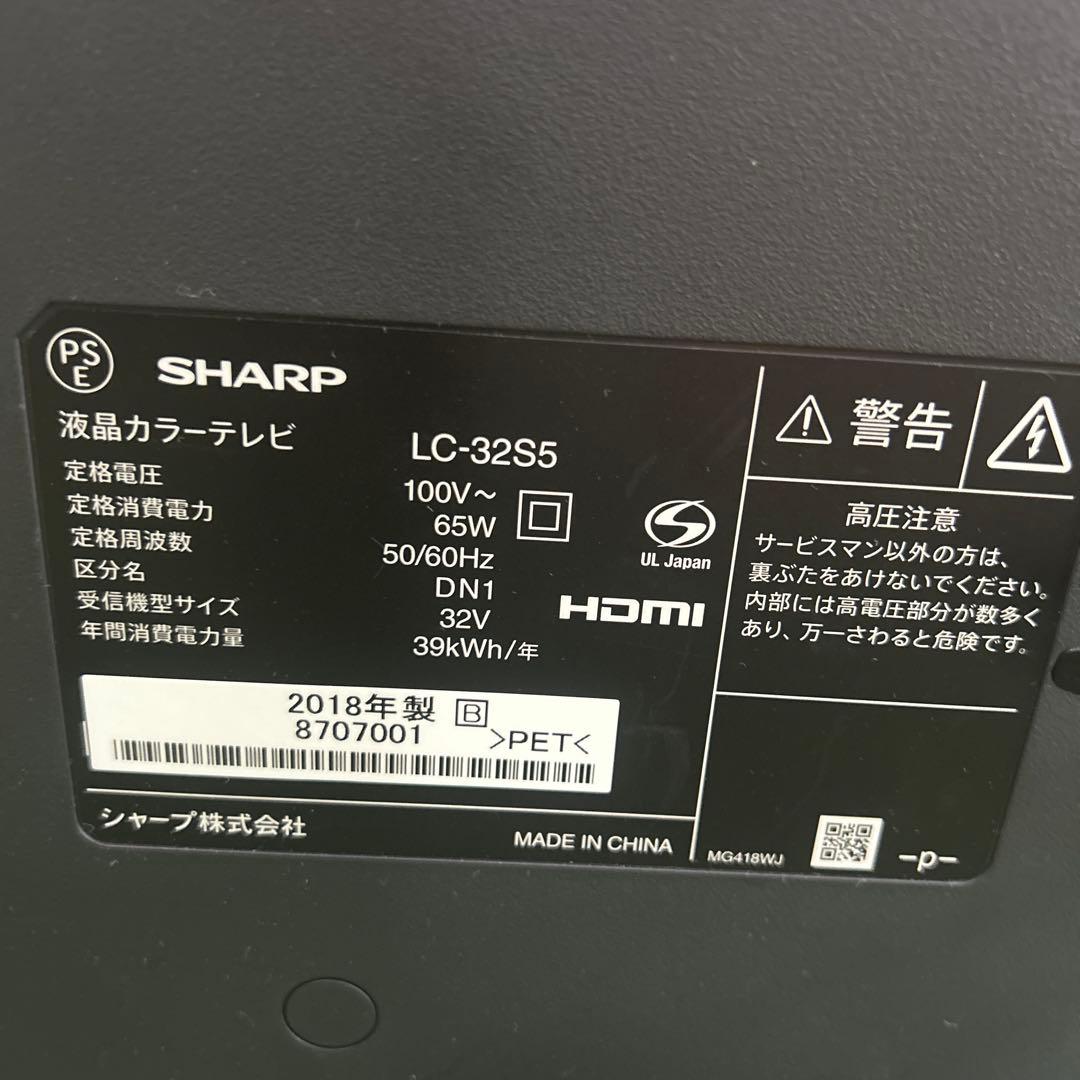 PS
E
SHARP
液晶カラーテレビ LC-32S5
定格電圧 100V~
定格消費電力 65W
定格周波数 50/60Hz
区分名 DN1
受信機型サイズ 32V
年間消費電力量 39kWh/年
UL Japan
HDMI
2018年製 B
8707001 >PET<
シャープ株式会社
MADE IN CHINA
警告
高圧注意
サービスマン以外の方は、
裏ぶたをあけないでください。
内部には高電圧部分が数多く
あり、万一さわると危険です。
MG418WJ
-p-